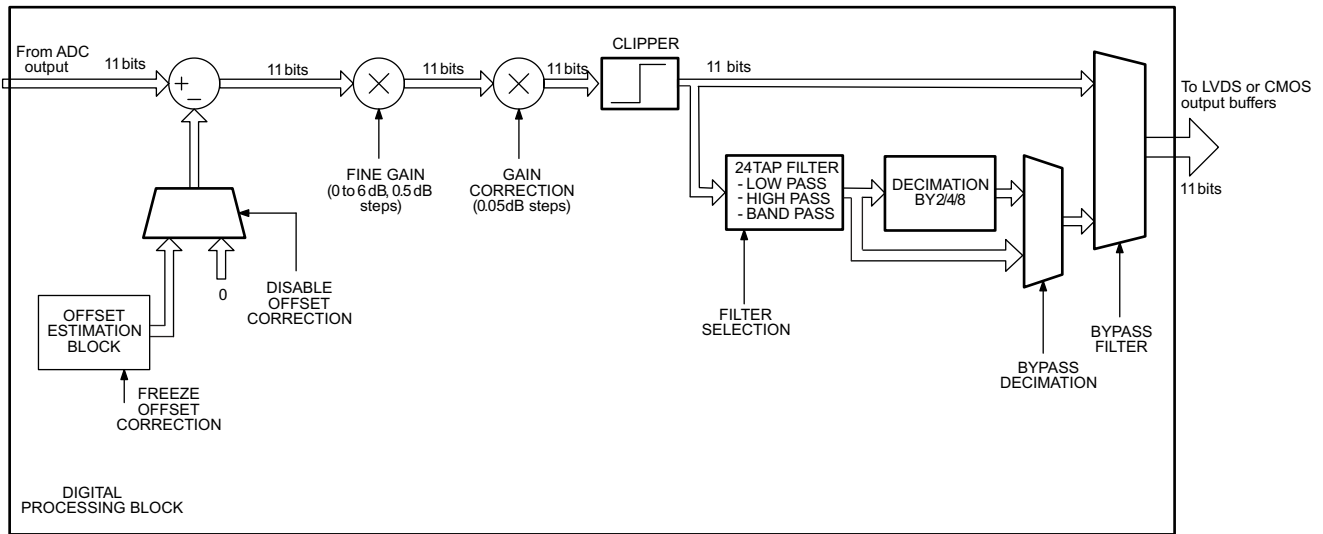 From ADC
output
11 bits
+
−
11 bits
11 bits
11 bits
CLIPPER
11 bits
To LVDS or CMOS
output buffers
11 bits
FINE GAIN
(0 to 6 dB, 0.5 dB
steps)
GAIN
CORRECTION
(0.05dB steps)
24TAP FILTER
- LOW PASS
- HIGH PASS
- BAND PASS
DECIMATION
BY2/4/8
0
DISABLE
OFFSET
CORRECTION
OFFSET
ESTIMATION
BLOCK
FILTER
SELECTION
BYPASS
FILTER
BYPASS
DECIMATION
FREEZE
OFFSET
CORRECTION
DIGITAL
PROCESSING BLOCK